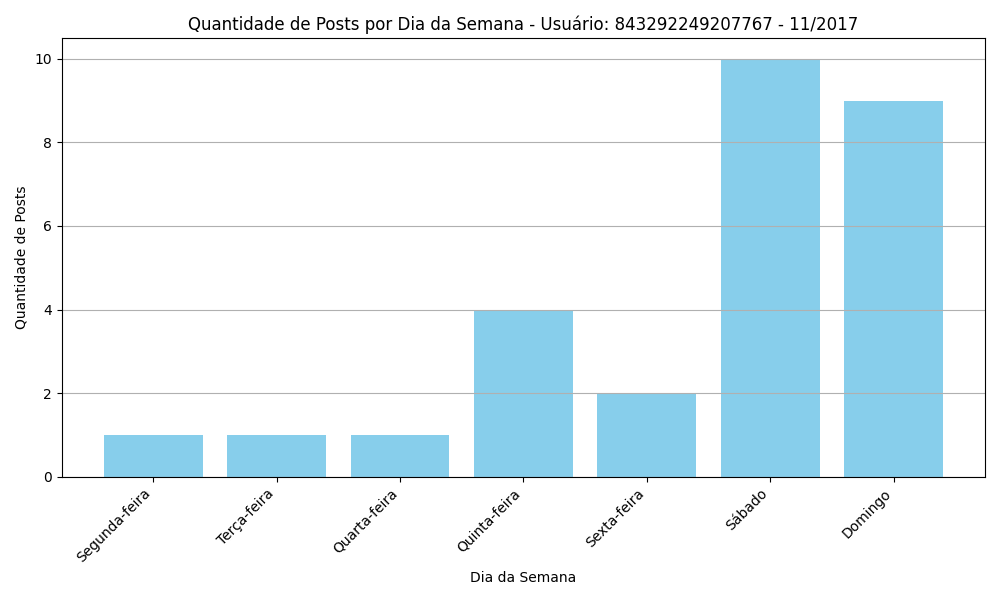 Quantidade de Posts por Dia da Semana - Usuário: 843292249207767 - 11/2017
Quantidade de Posts
10
8
6
4
2
0
Segunda-feira
Terça-feira
Quarta-feira
Quinta-feira
Sexta-feira
Sábado
Domingo
Dia da Semana